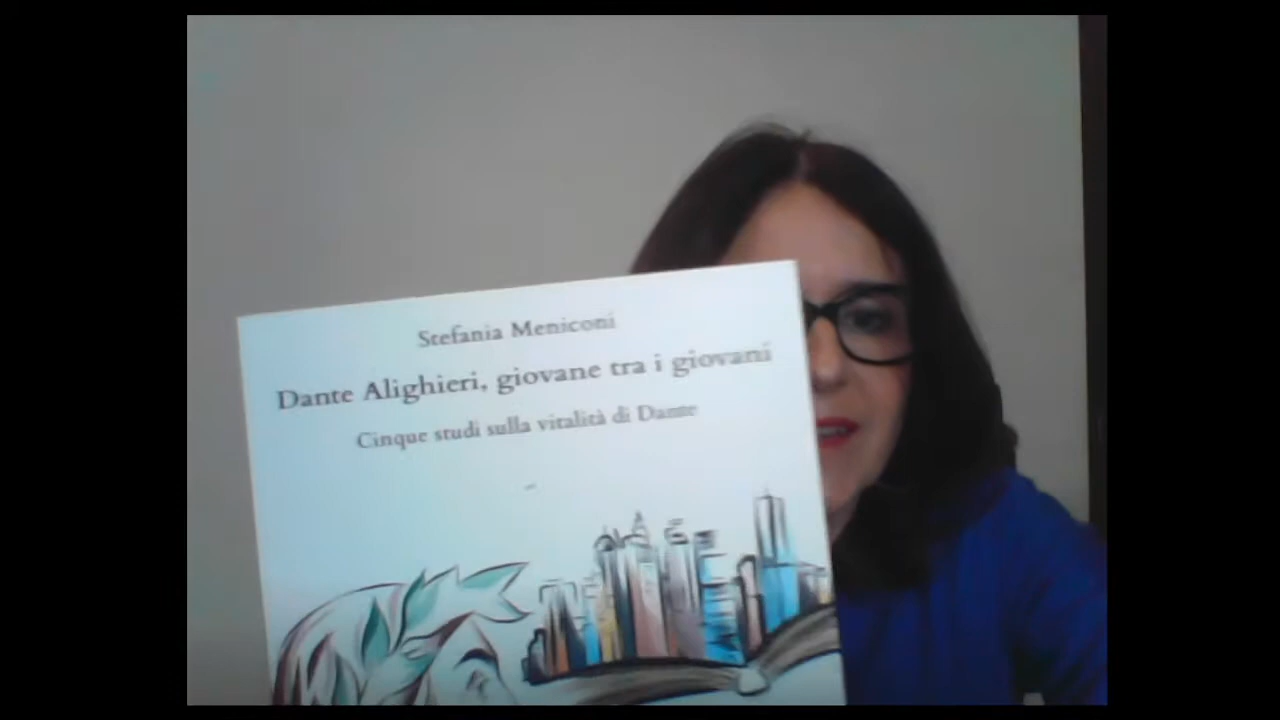 Stefania Meniconi
Dante Alighieri, giovane tra i giovani
Cinque studi sulla vitalità di Dante